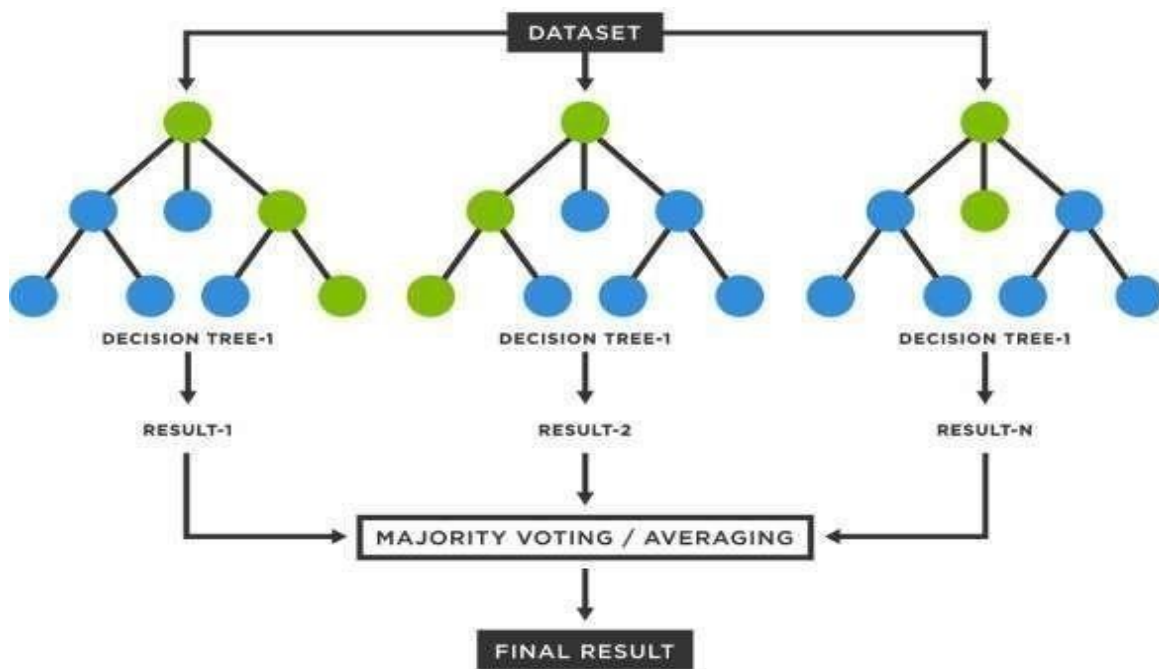 DATASET
DECISION TREE-1
DECISION TREE-1
DECISION TREE-1
RESULT-1
RESULT-2
RESULT-N
MAJORITY VOTING / AVERAGING
FINAL RESULT